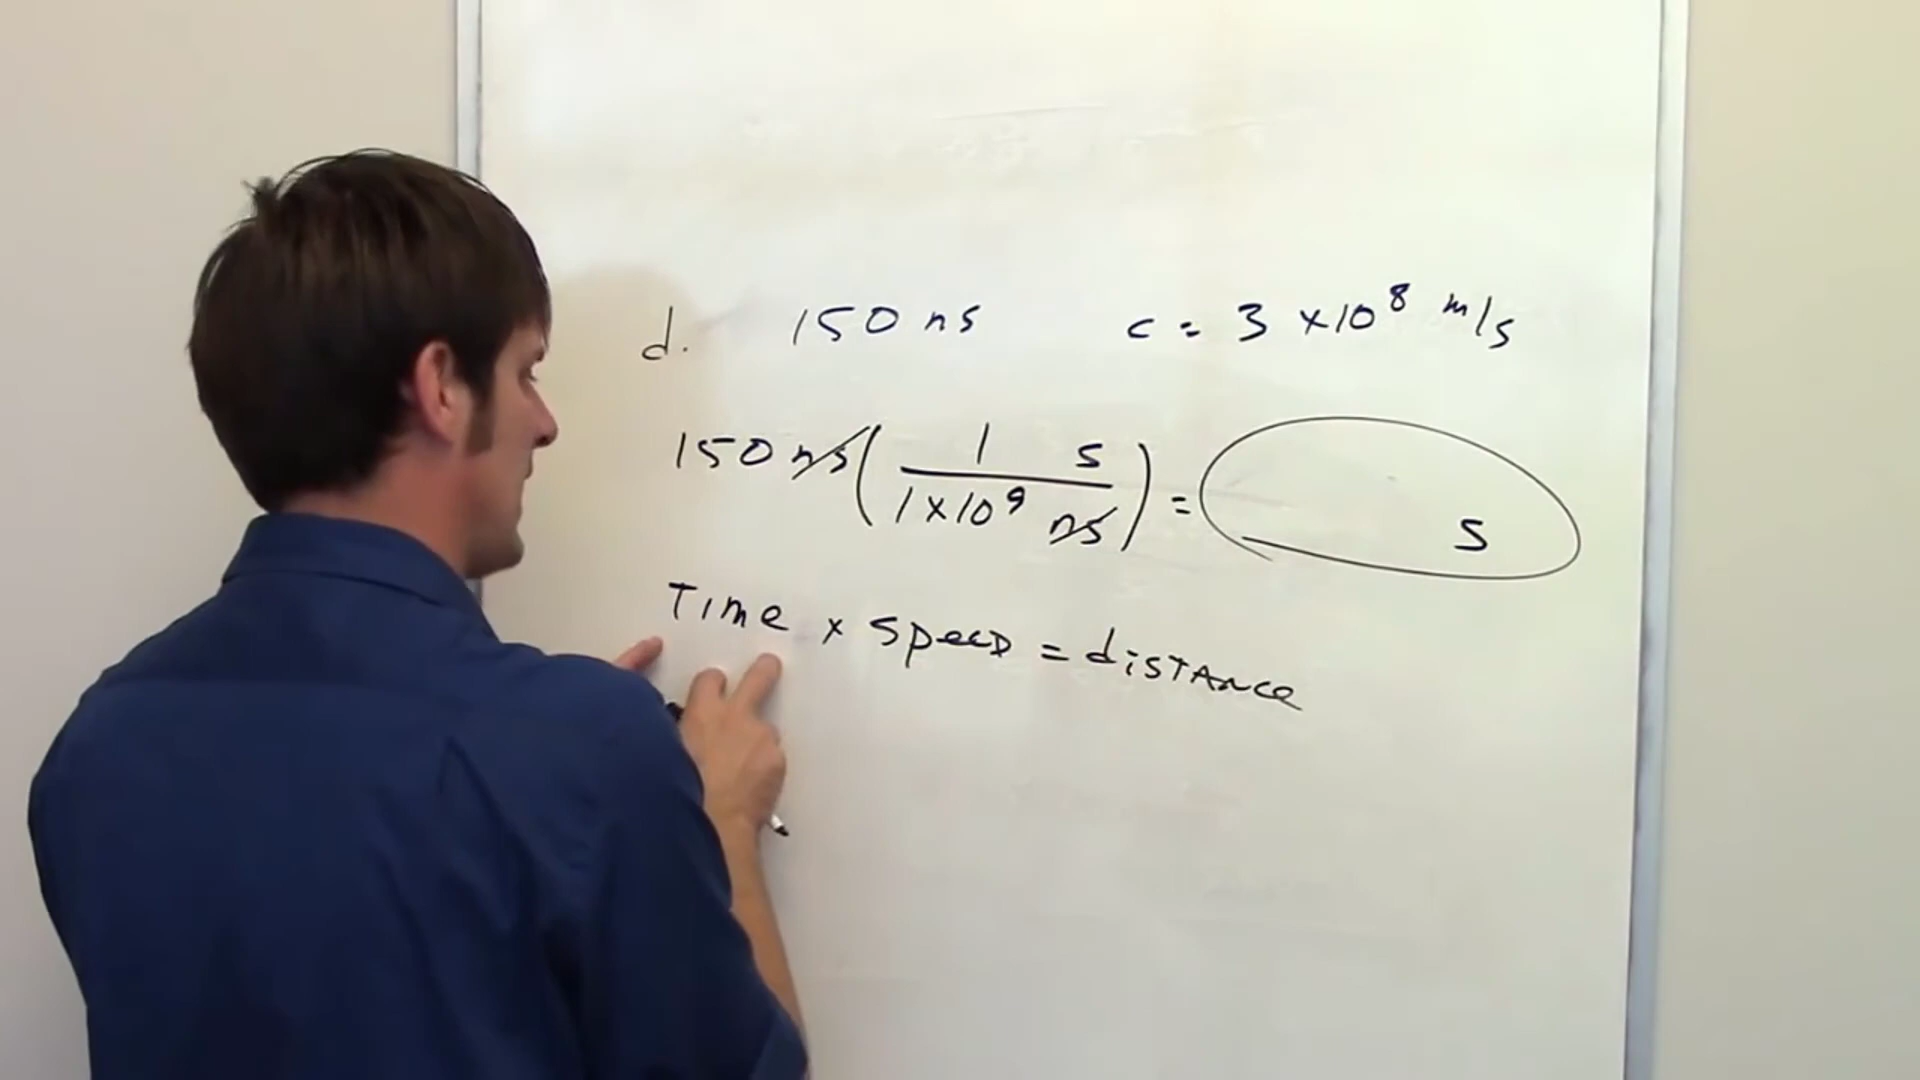 d. 150 ns c = 3 ×10⁸ m/s
150 ns ( 1 s / 1×10⁹ ns ) = s
Time × Speed = distance